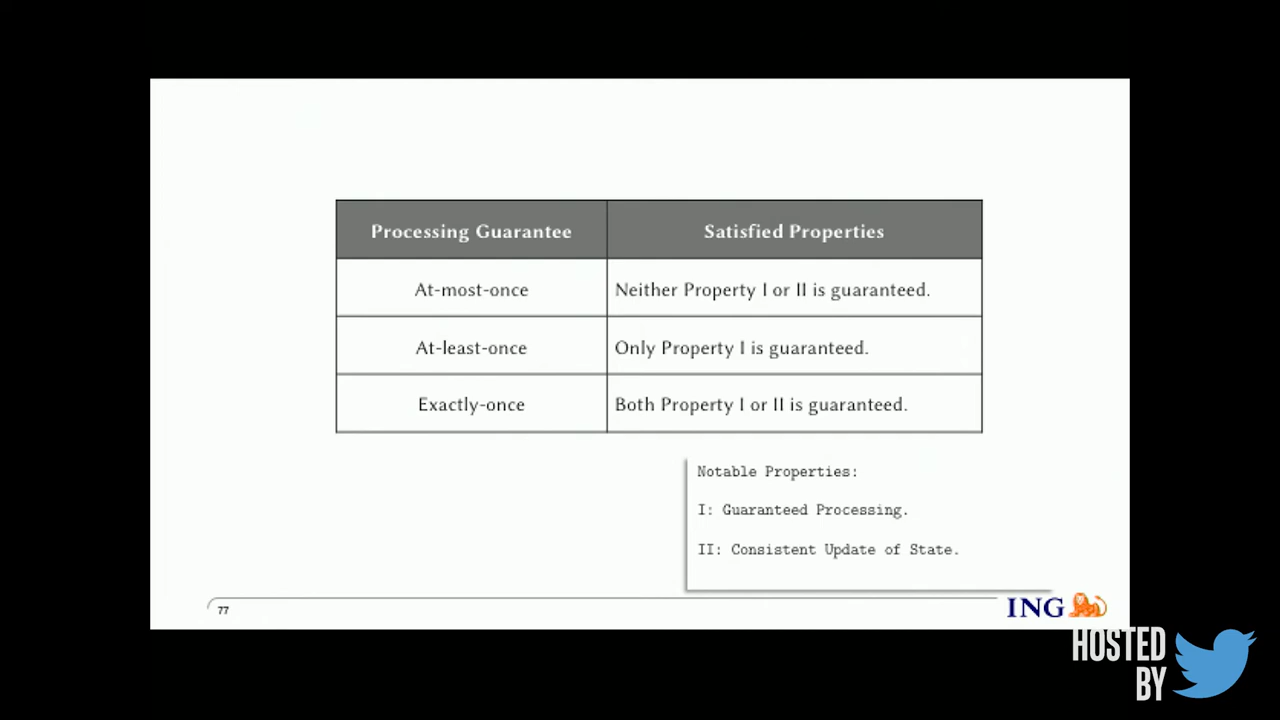 Processing Guarantee
Satisfied Properties
At-most-once
Neither Property I or II is guaranteed.
At-least-once
Only Property I is guaranteed.
Exactly-once
Both Property I or II is guaranteed.
Notable Properties:
I: Guaranteed Processing.
II: Consistent Update of State.
77
ING
HOSTED
BY